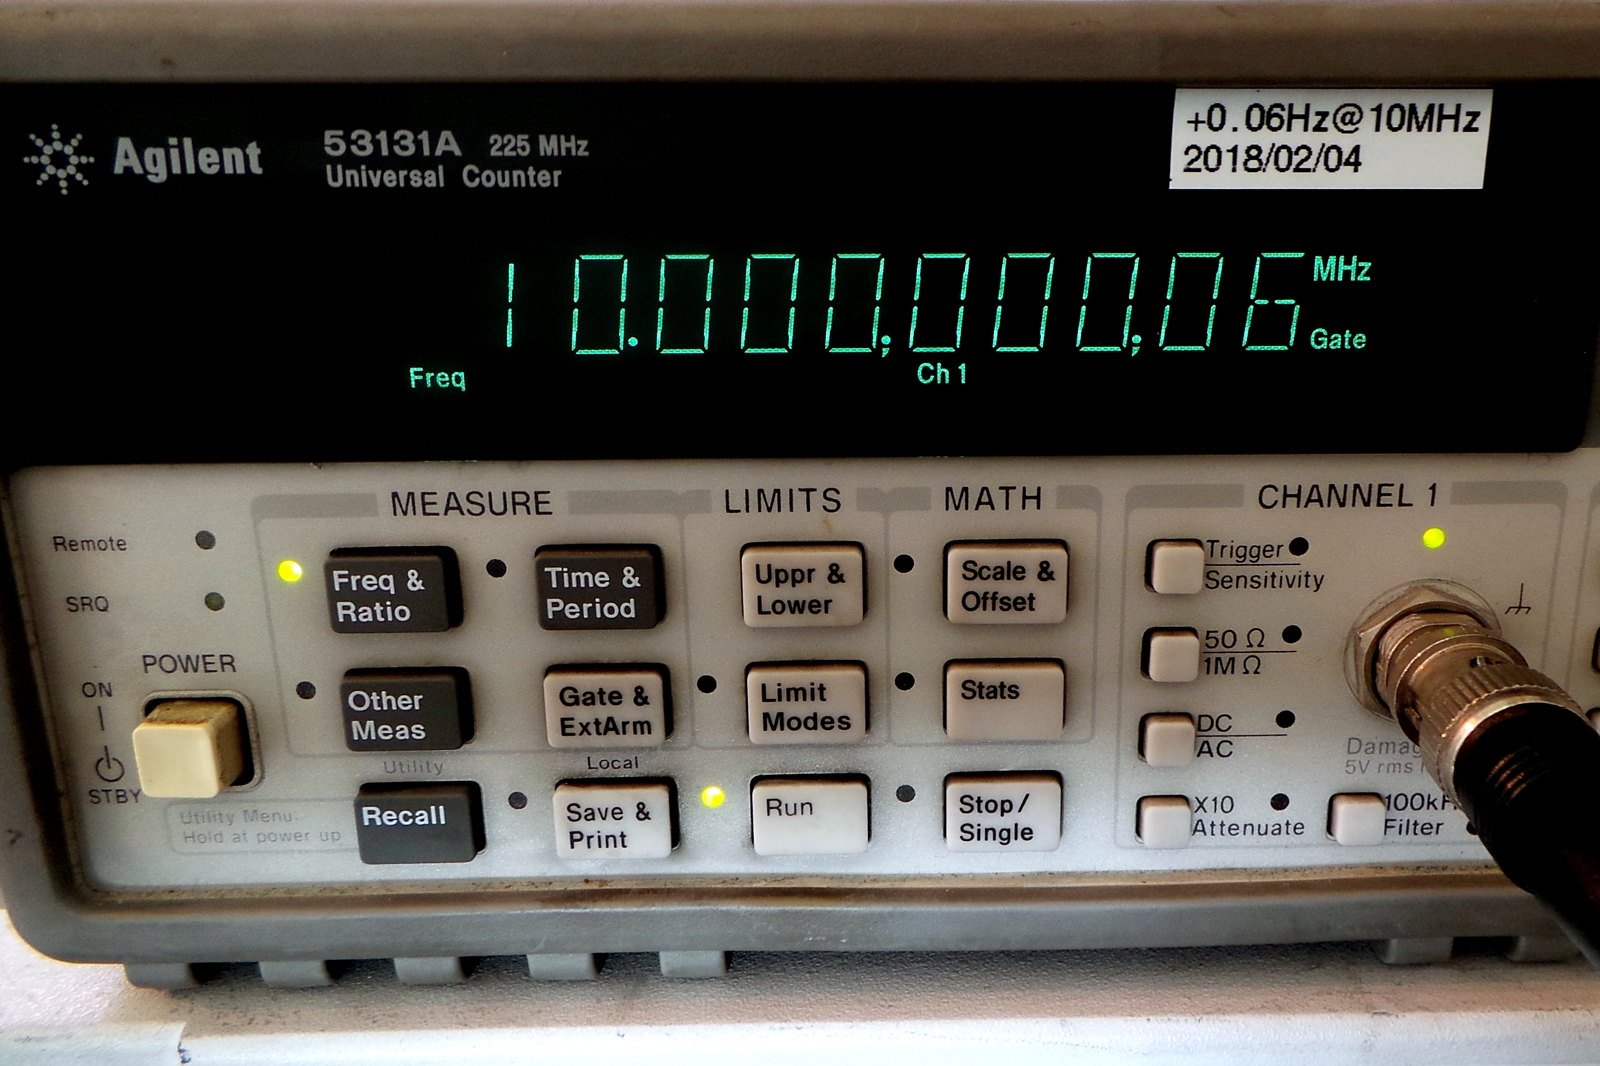 Agilent
53131A 225 MHz
Universal Counter
+0.06Hz@10MHz
2018/02/04
10.000,000,06 MHz
Gate
Freq
Ch 1
MEASURE
LIMITS
MATH
CHANNEL 1
Remote
SRQ
POWER
ON
STBY
Freq &
Ratio
Time &
Period
Uppr &
Lower
Scale &
Offset
Trigger
Sensitivity
50 Ω
1M Ω
Other
Meas
Gate &
ExtArm
Limit
Modes
Stats
DC
AC
5V rms
Utility
Local
Utility Menu:
Hold at power up
Recall
Save &
Print
Run
Stop/
Single
X10
Attenuate
Filter